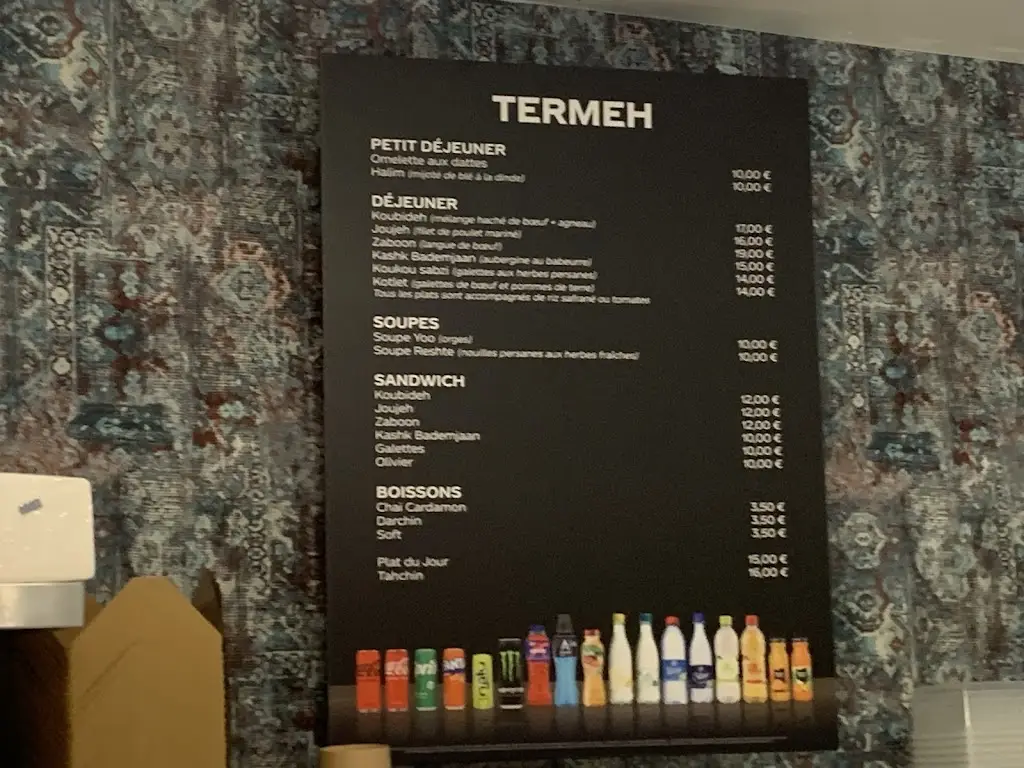 TERMEH
PETIT DÉJEUNER
Omelette aux dattes 10,00 €
Halim (mijoté de blé à la dinde) 10,00 €
DÉJEUNER
Koubideh (mélange haché de bœuf + agneau) 17,00 €
Joujeh (filet de poulet mariné) 16,00 €
Zaboon (langue de bœuf) 19,00 €
Kashk Bademjaan (aubergine au babeurre) 15,00 €
Koukou sabzi (galettes aux herbes persanes) 14,00 €
Kotlet (galettes de bœuf et pommes de terre) 14,00 €
Tous les plats sont accompagnés de riz safrané ou tomates
SOUPES
Soupe Yoo (orges) 10,00 €
Soupe Reshte (nouilles persanes aux herbes fraîches) 10,00 €
SANDWICH
Koubideh 12,00 €
Joujeh 12,00 €
Zaboon 12,00 €
Kashk Bademjaan 10,00 €
Galettes 10,00 €
Olivier 10,00 €
BOISSONS
Chai Cardamon 3,50 €
Darchin 3,50 €
Soft 3,50 €
Plat du Jour 15,00 €
Tahchin 16,00 €